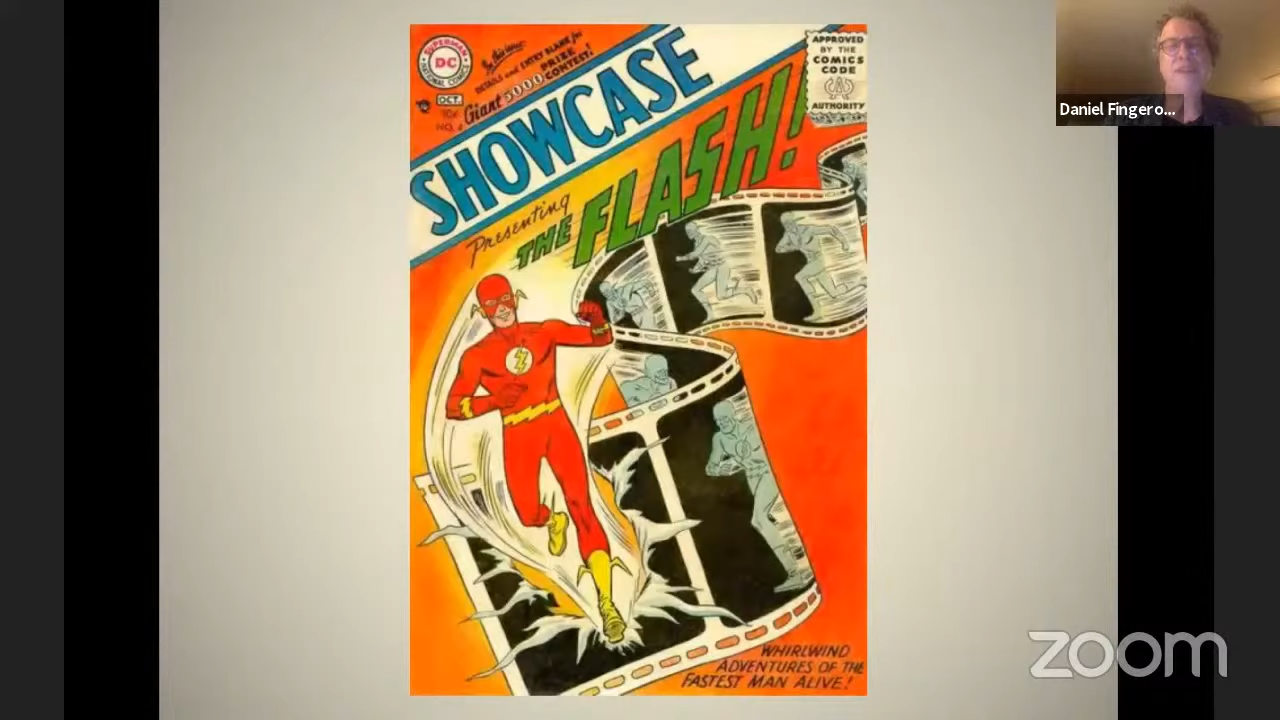 SUPERMAN
DC
NATIONAL COMICS
In this issue:
DETAILS and ENTRY BLANK for
Giant $5000 PRIZE
CONTEST!
OCT.
10¢
NO. 4
SHOWCASE
APPROVED
BY THE
COMICS
CODE
AUTHORITY
Presenting
THE FLASH!
WHIRLWIND
ADVENTURES OF THE
FASTEST MAN ALIVE!
Daniel Fingero...
zoom